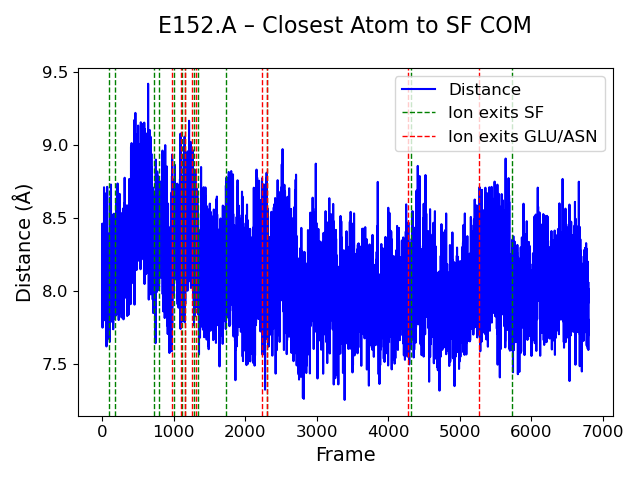 E152.A – Closest Atom to SF COM
Distance (Å)
9.5
9.0
8.5
8.0
7.5
Distance
Ion exits SF
Ion exits GLU/ASN
0
1000
2000
3000
4000
5000
6000
7000
Frame